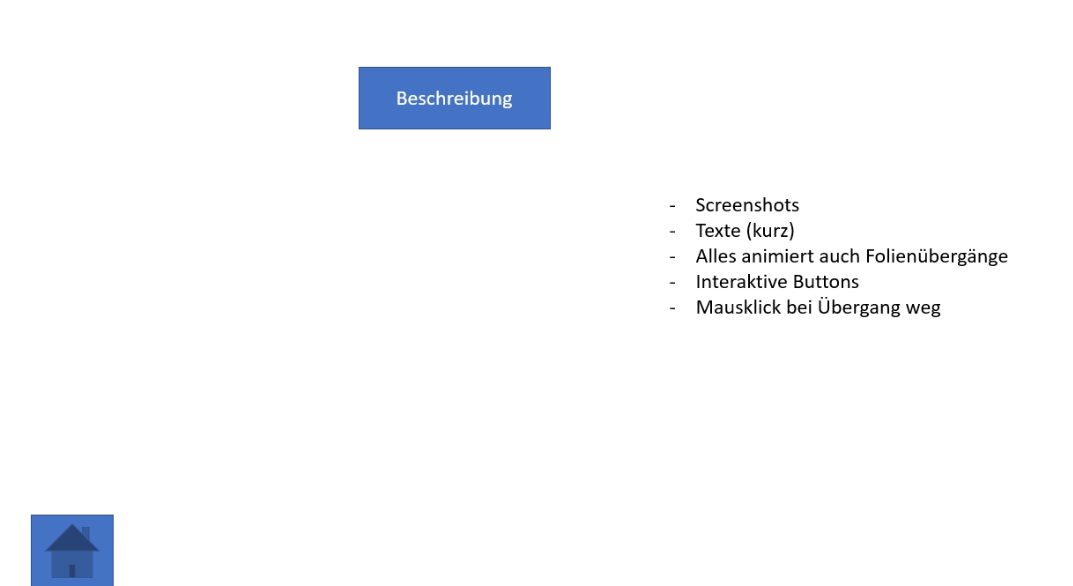 Beschreibung
- Screenshots
- Texte (kurz)
- Alles animiert auch Folienübergänge
- Interaktive Buttons
- Mausklick bei Übergang weg